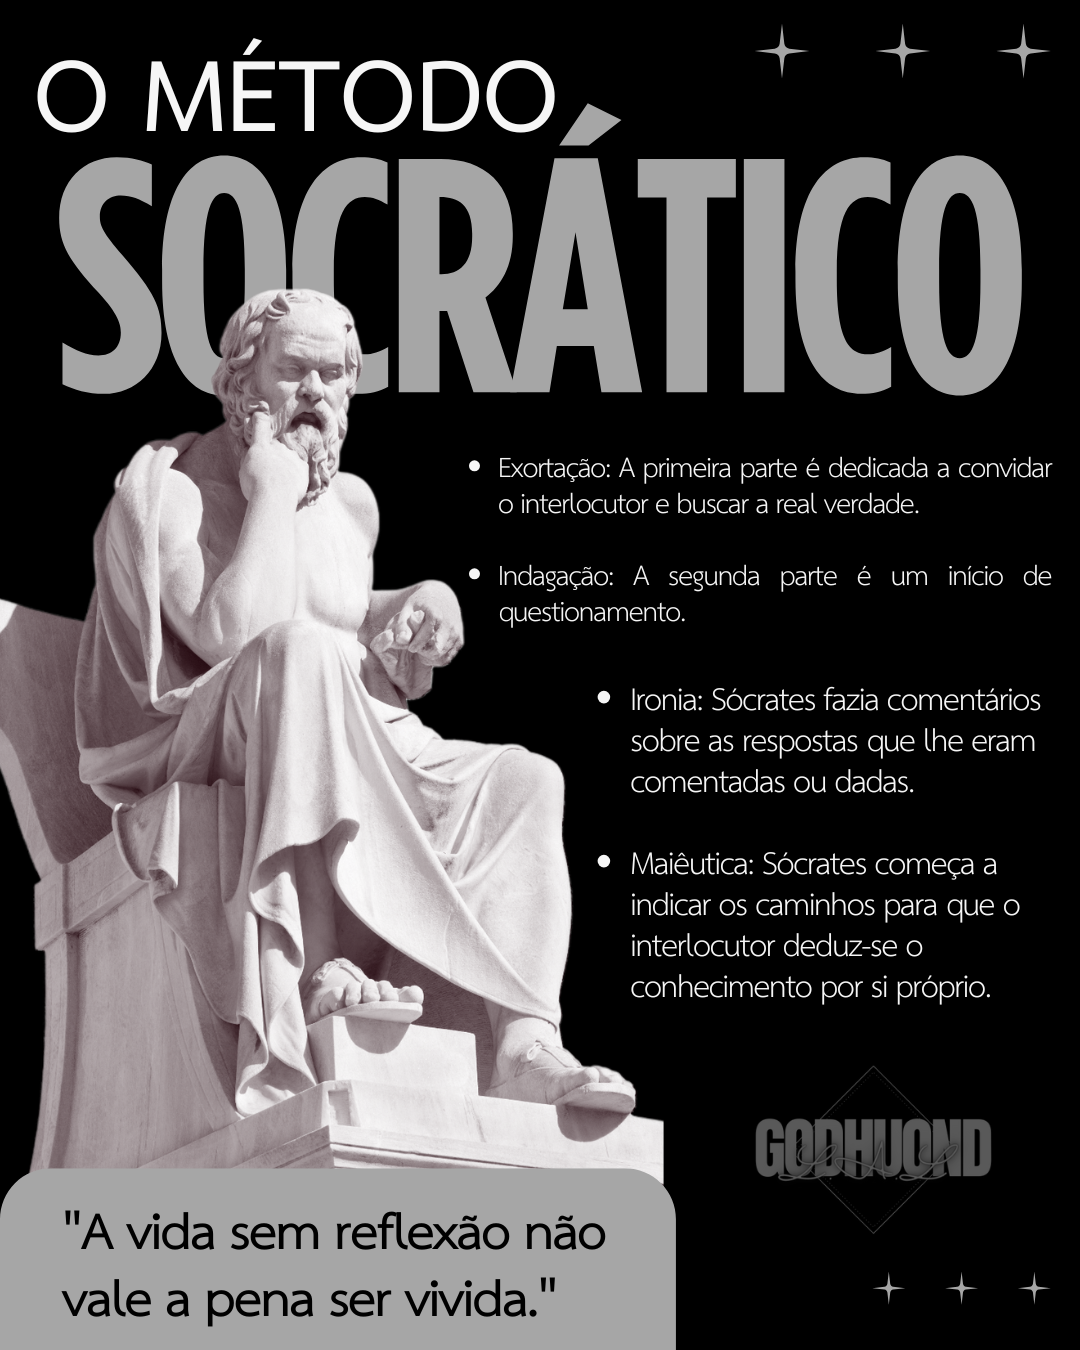 O MÉTODO
SOCRÁTICO
• Exortação: A primeira parte é dedicada a convidar
o interlocutor e buscar a real verdade.
• Indagação: A segunda parte é um início de
questionamento.
• Ironia: Sócrates fazia comentários
sobre as respostas que lhe eram
comentadas ou dadas.
• Maiêutica: Sócrates começa a
indicar os caminhos para que o
interlocutor deduz-se o
conhecimento por si próprio.
GODHUOND
"A vida sem reflexão não
vale a pena ser vivida."